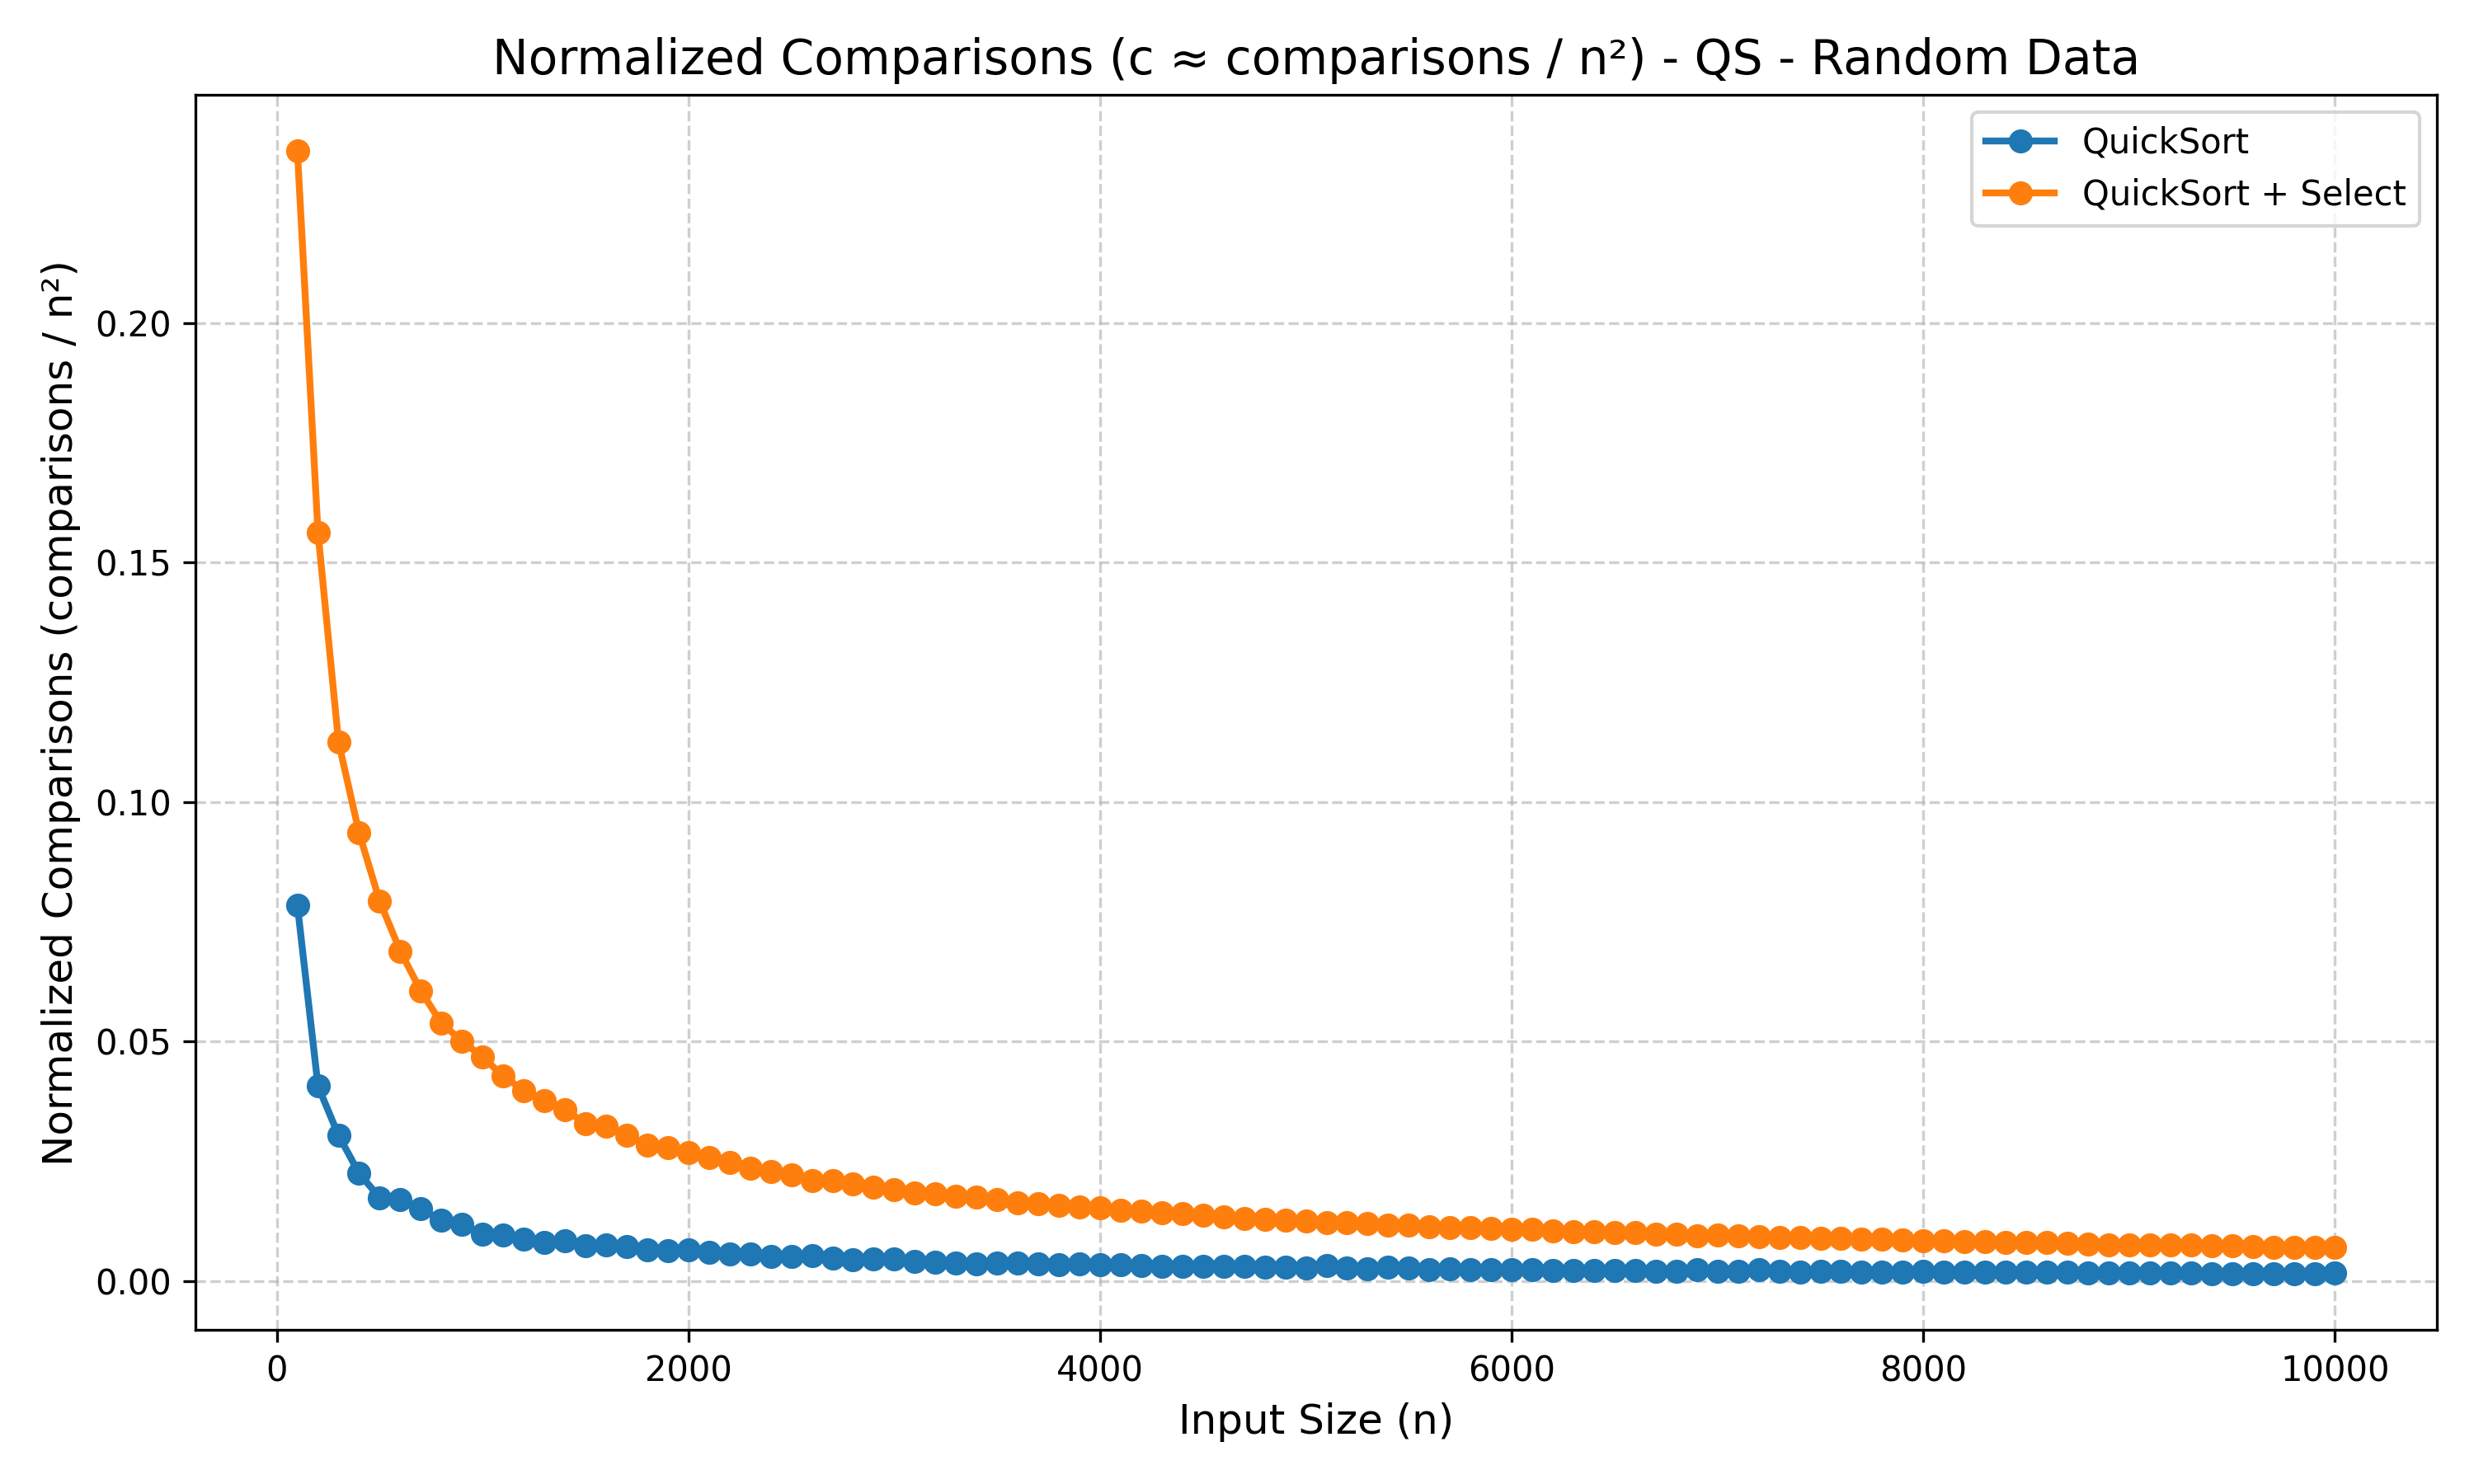 Normalized Comparisons (c ≈ comparisons / n²) - QS - Random Data
QuickSort
QuickSort + Select
Normalized Comparisons (comparisons / n²)
0.20
0.15
0.10
0.05
0.00
0
2000
4000
6000
8000
10000
Input Size (n)